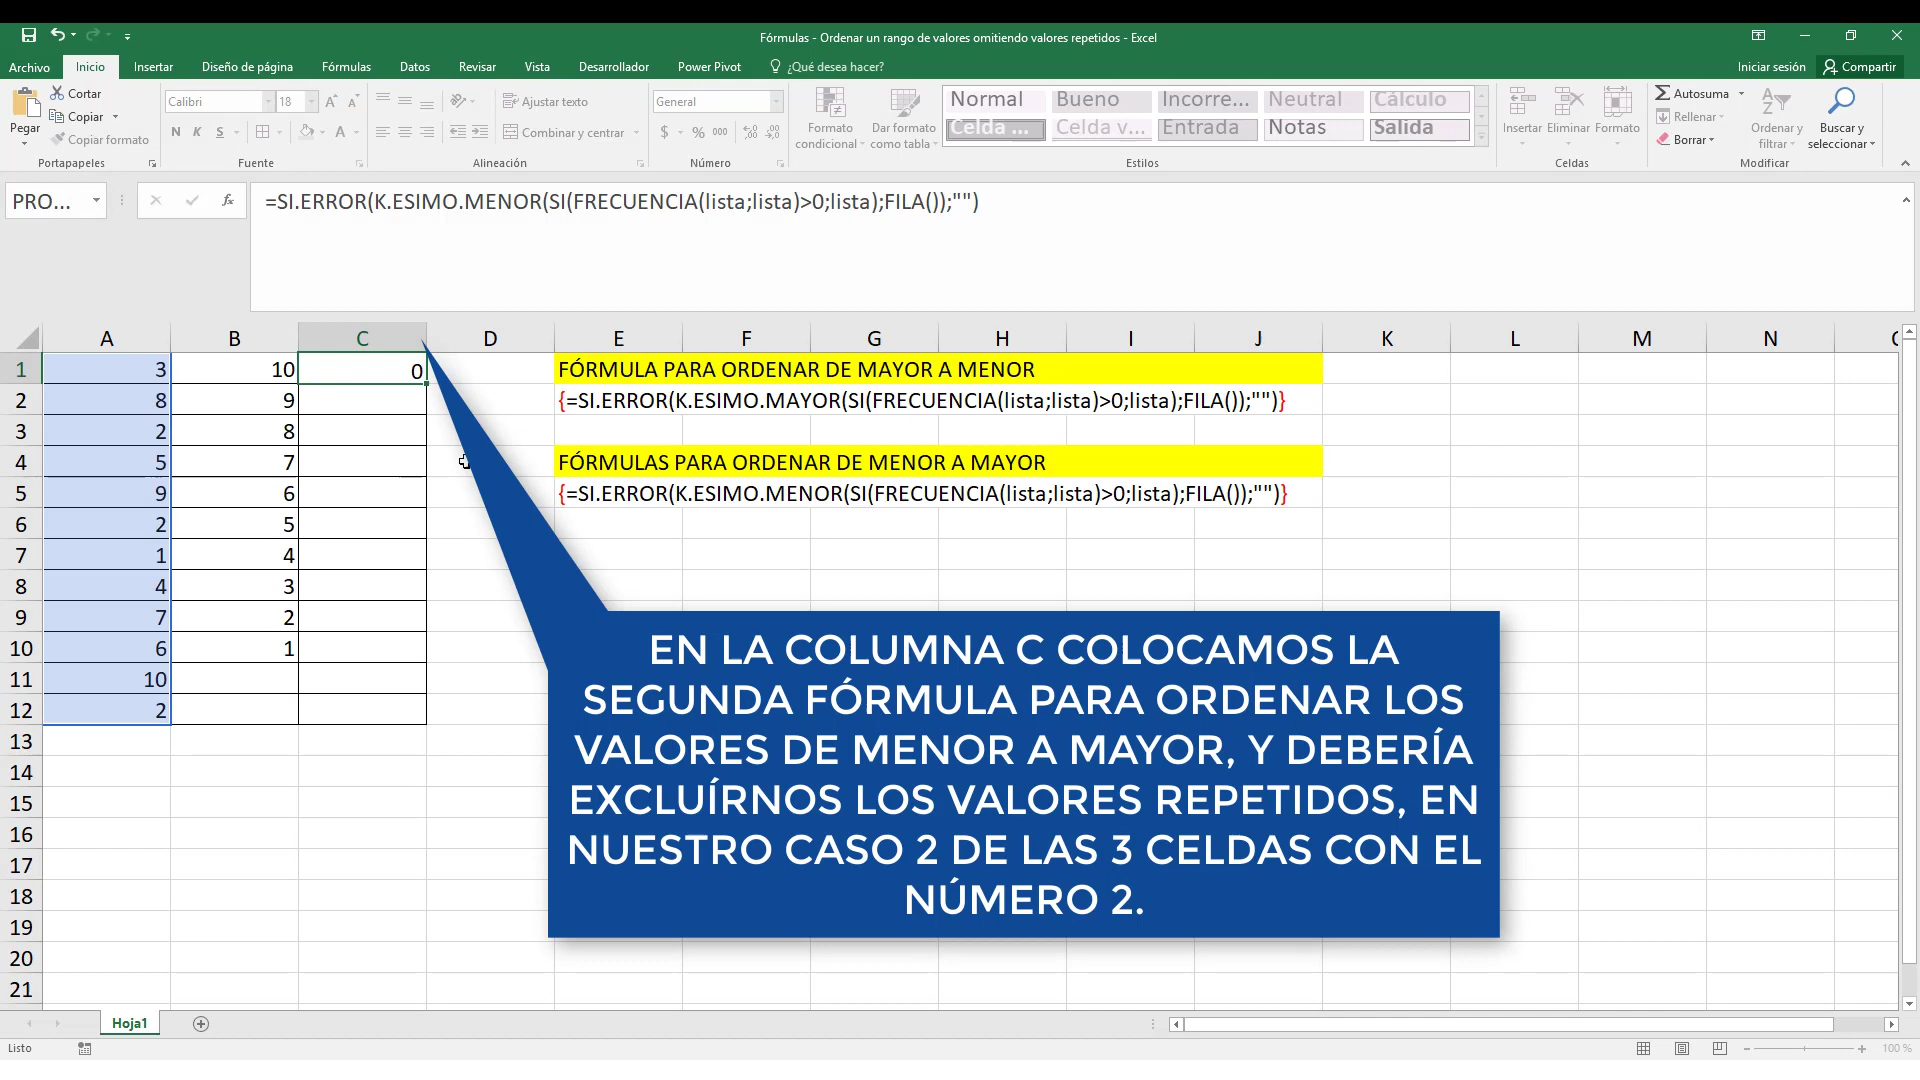 Fórmulas - Ordenar un rango de valores omitiendo valores repetidos - Excel
Archivo Inicio Insertar Diseño de página Fórmulas Datos Revisar Vista Desarrollador Power Pivot ¿Qué desea hacer? Iniciar sesión Compartir
Pegar Cortar Copiar Copiar formato
Calibri 18 N K S
Ajustar texto Combinar y centrar
General $ % 000
Formato condicional Dar formato como tabla
Normal Bueno Incorre... Neutral Cálculo
Celda ... Celda v... Entrada Notas Salida
Insertar Eliminar Formato
Autosuma Rellenar Borrar
Ordenar y filtrar Buscar y seleccionar
Portapapeles Fuente Alineación Número Estilos Celdas Modificar
PRO... fx =SI.ERROR(K.ESIMO.MENOR(SI(FRECUENCIA(lista;lista)>0;lista);FILA());"")
A B C D E F G H I J K L M N
1 3 10 0 FÓRMULA PARA ORDENAR DE MAYOR A MENOR
2 8 9 {=SI.ERROR(K.ESIMO.MAYOR(SI(FRECUENCIA(lista;lista)>0;lista);FILA());"")}
3 2 8
4 5 7 FÓRMULAS PARA ORDENAR DE MENOR A MAYOR
5 9 6 {=SI.ERROR(K.ESIMO.MENOR(SI(FRECUENCIA(lista;lista)>0;lista);FILA());"")}
6 2 5
7 1 4
8 4 3
9 7 2
10 6 1
11 10
12 2
13
14
15
16
17
18
19
20
21
EN LA COLUMNA C COLOCAMOS LA
SEGUNDA FÓRMULA PARA ORDENAR LOS
VALORES DE MENOR A MAYOR, Y DEBERÍA
EXCLUÍRNOS LOS VALORES REPETIDOS, EN
NUESTRO CASO 2 DE LAS 3 CELDAS CON EL
NÚMERO 2.
Hoja1
Listo 100 %